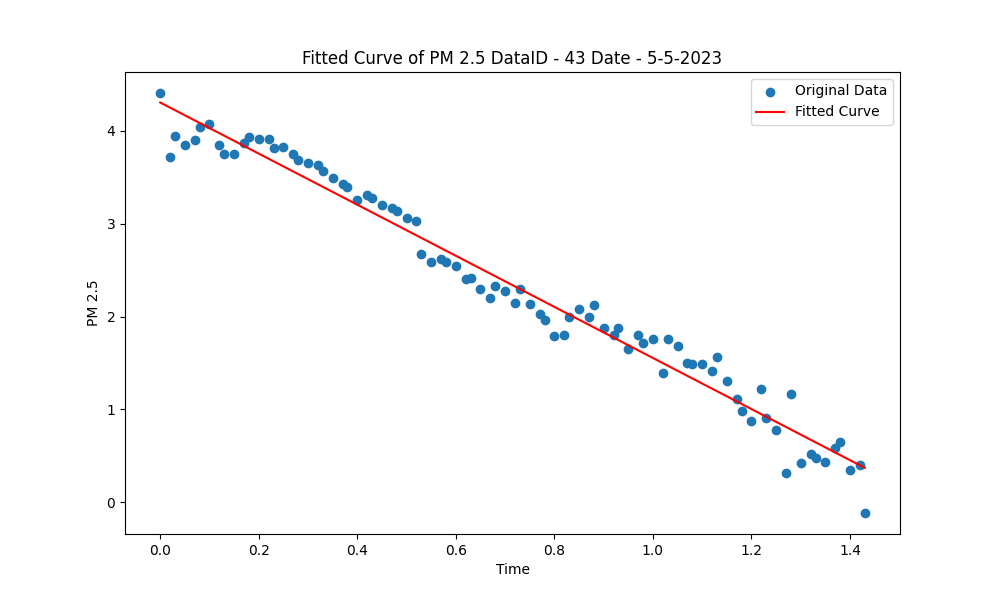 Fitted Curve of PM 2.5 DataID - 43 Date - 5-5-2023
Original Data
Fitted Curve
4
3
2
1
0
PM 2.5
0.0 0.2 0.4 0.6 0.8 1.0 1.2 1.4
Time